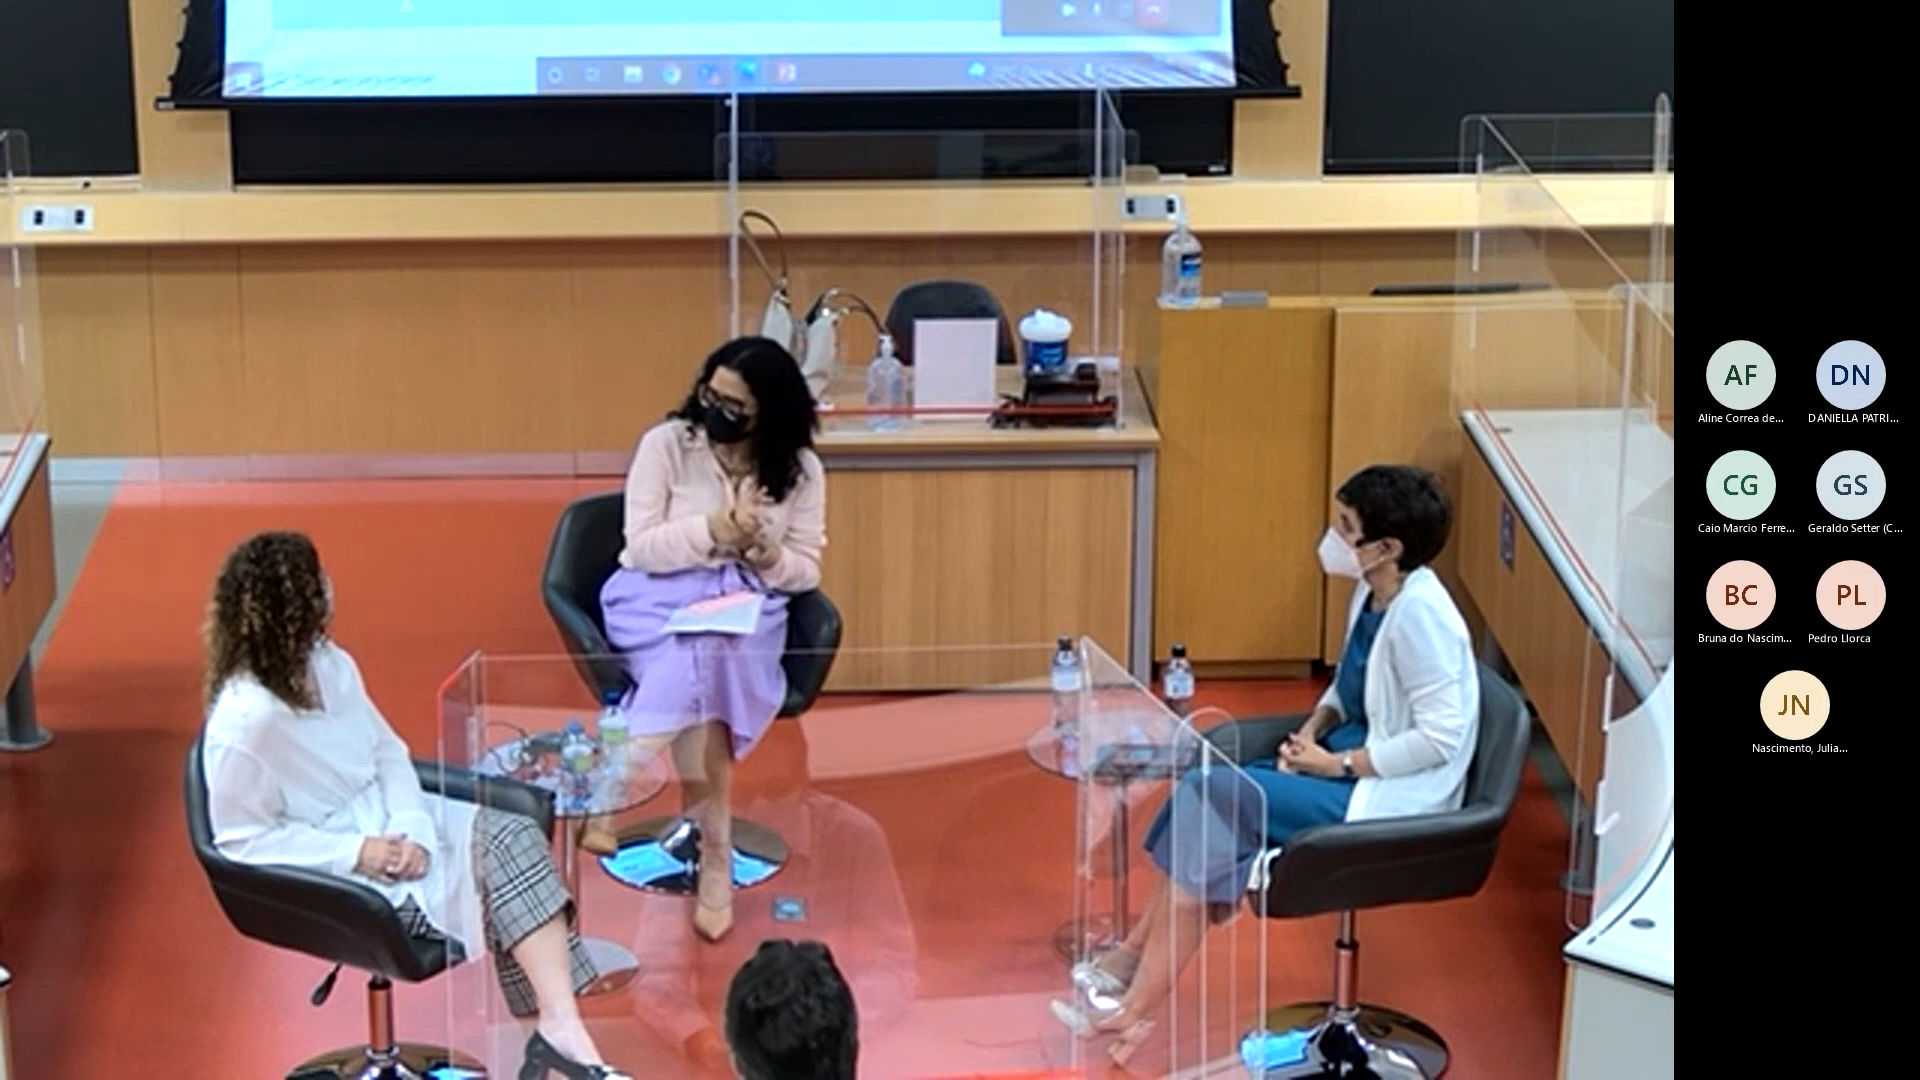 AF
DN
Aline Correa de...
DANIELLA PATRI...
CG
GS
Caio Marcio Ferre...
Geraldo Setter (C...
BC
PL
Bruna do Nascim...
Pedro Llorca
JN
Nascimento, Julia...